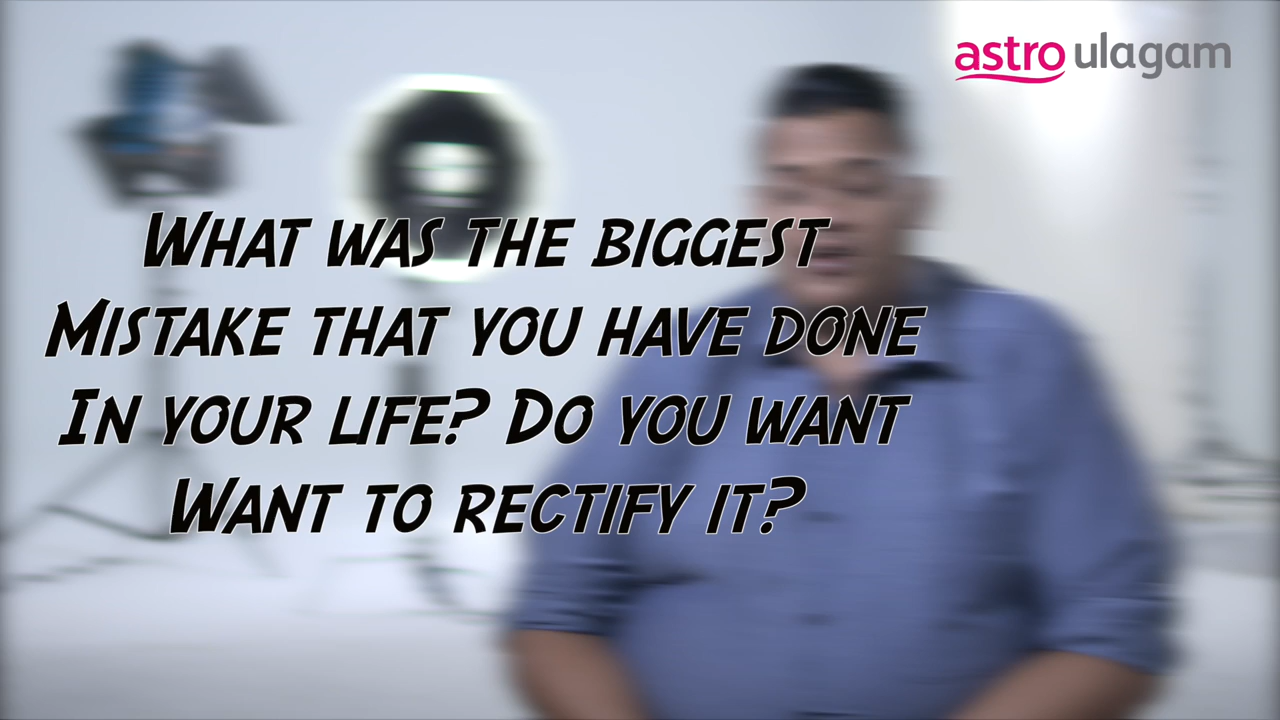 astro ulagam
What was the biggest
Mistake that you have done
In your life? Do you want
Want to rectify it?